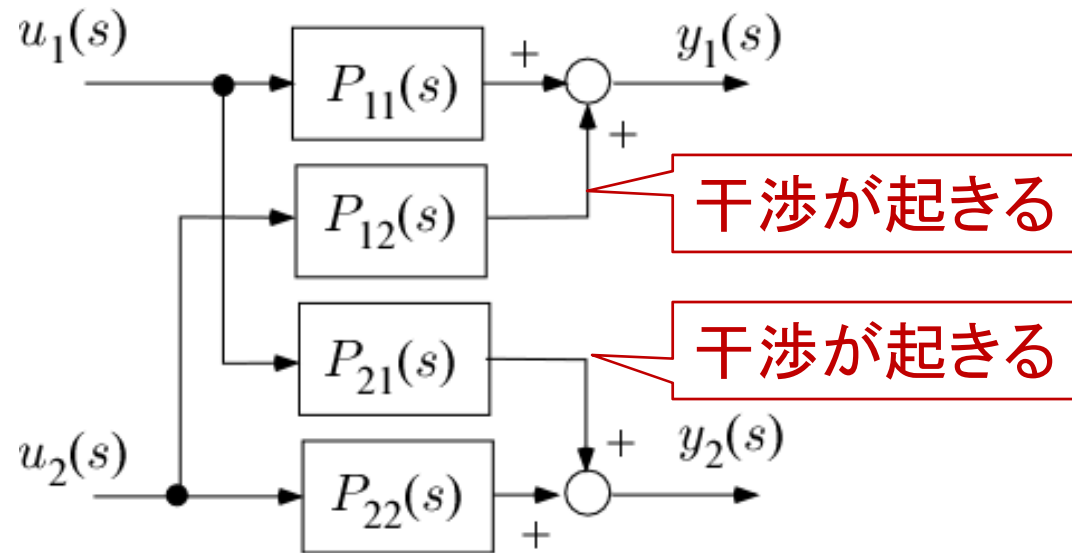 u₁(s)
P₁₁(s)
+
y₁(s)
+
干渉が起きる
P₁₂(s)
P₂₁(s)
干渉が起きる
u₂(s)
P₂₂(s)
+
+
y₂(s)